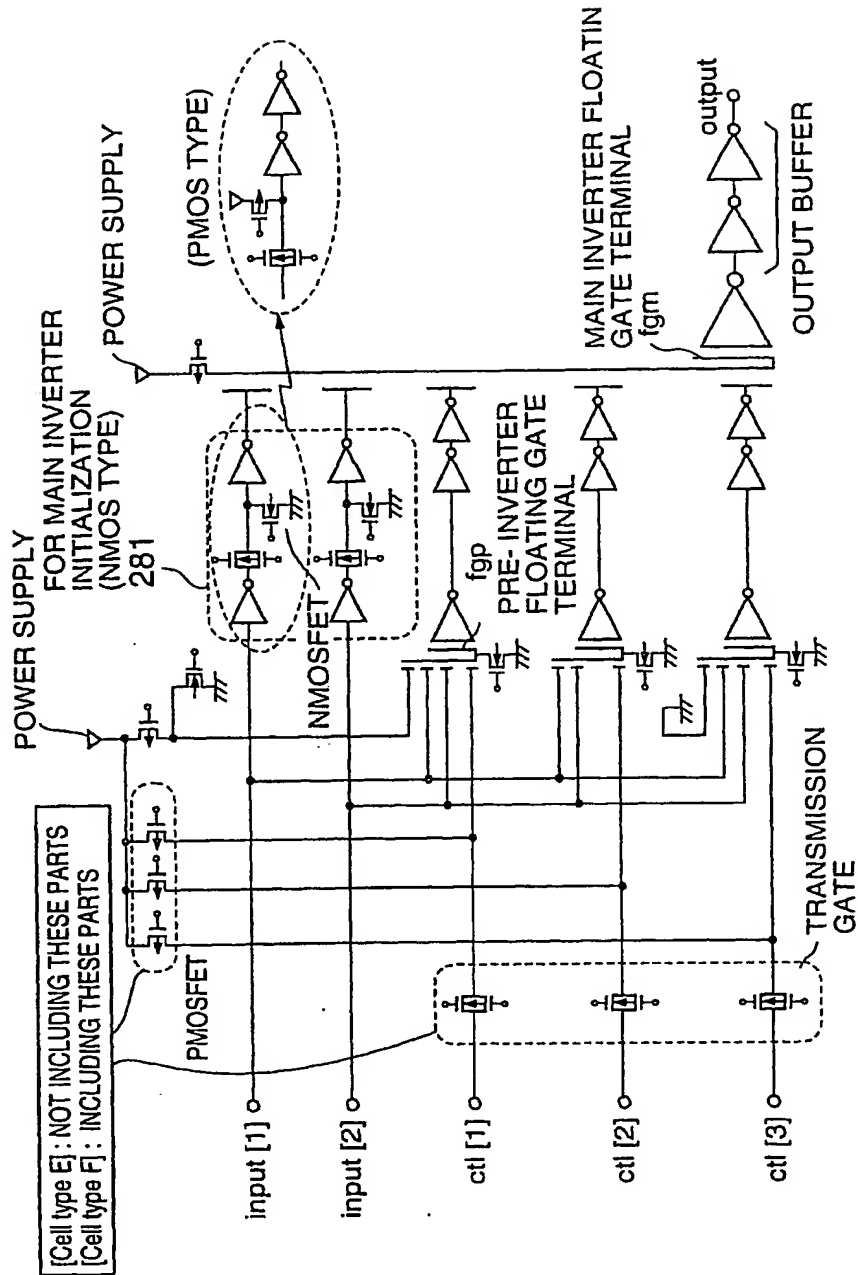 [Cell type E] : NOT INCLUDING THESE PARTS
[Cell type F] : INCLUDING THESE PARTS
POWER SUPPLY
FOR MAIN INVERTER
INITIALIZATION
(NMOS TYPE)
281
POWER SUPPLY
(PMOS TYPE)
PMOSFET
NMOSFET
input [1]
input [2]
ctl [1]
ctl [2]
ctl [3]
fgp
PRE- INVERTER
FLOATING GATE
TERMINAL
MAIN INVERTER FLOATIN
GATE TERMINAL
fgm
output
OUTPUT BUFFER
TRANSMISSION
GATE